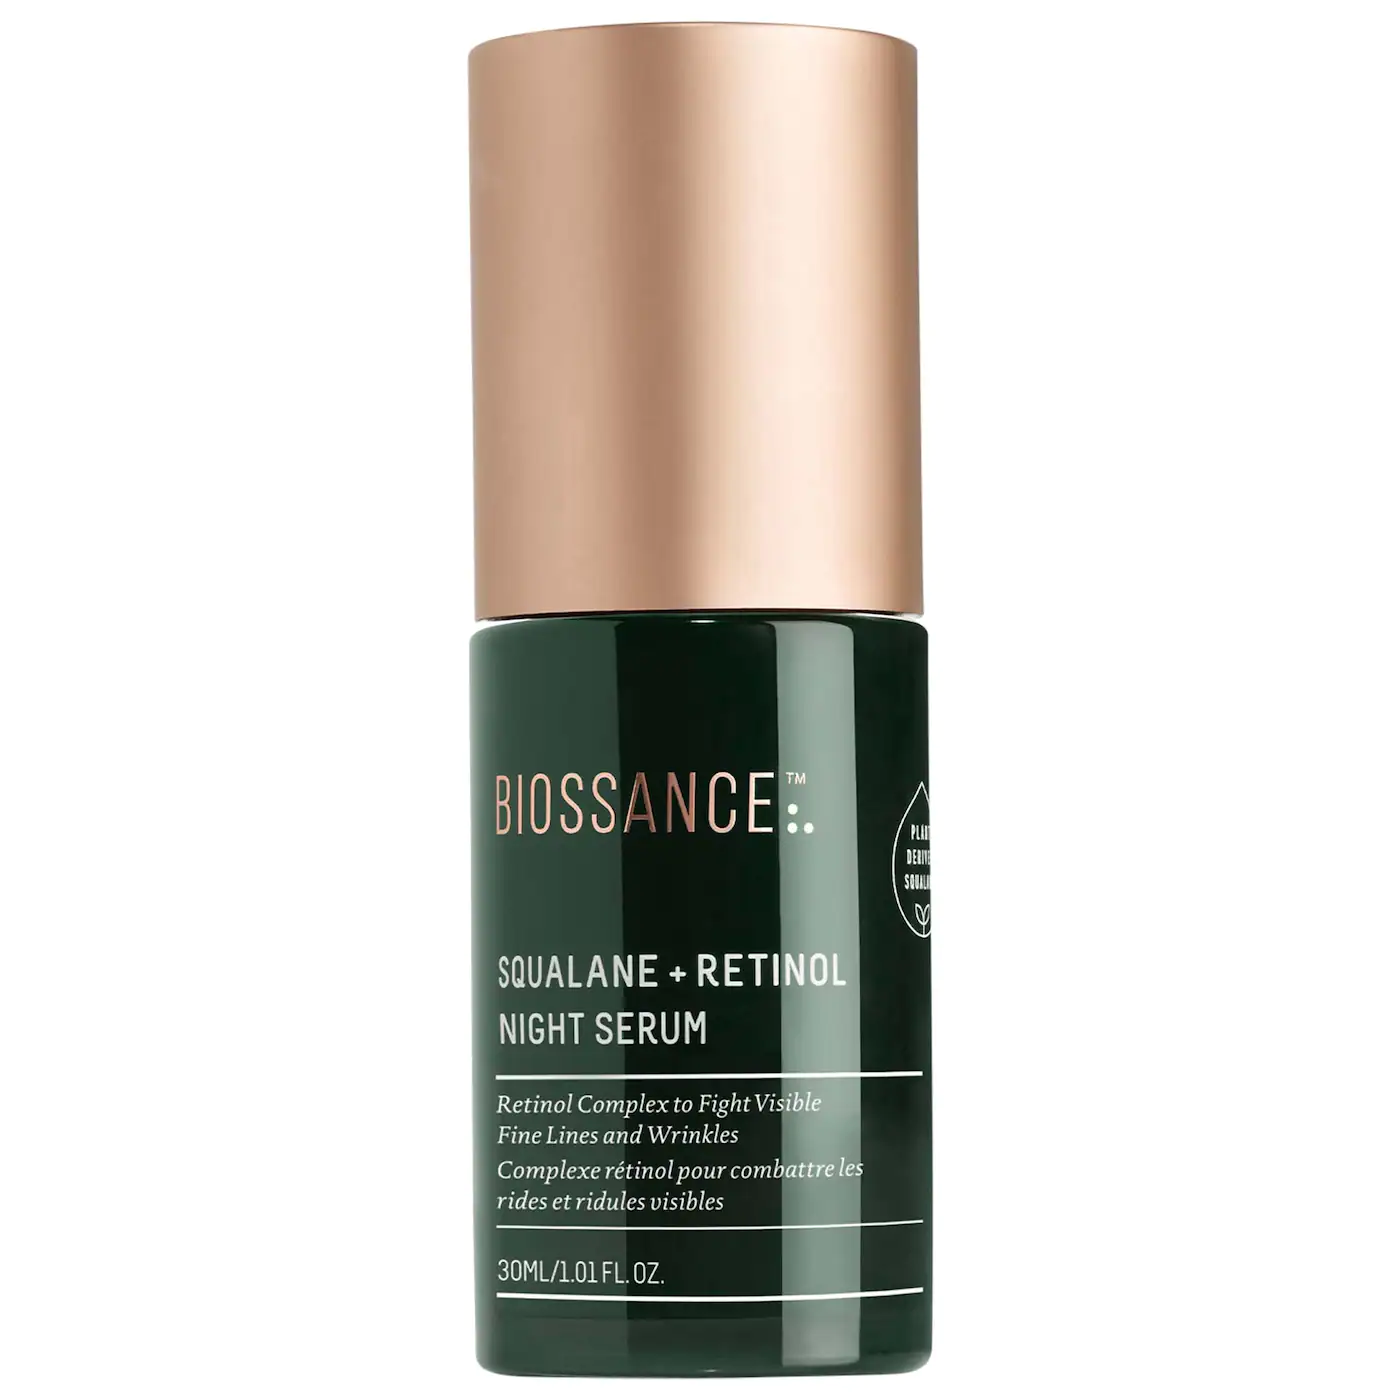 BIOSSANCE™
SQUALANE + RETINOL
NIGHT SERUM
Retinol Complex to Fight Visible
Fine Lines and Wrinkles
Complexe rétinol pour combattre les
rides et ridules visibles
30ML/1.01 FL. OZ.